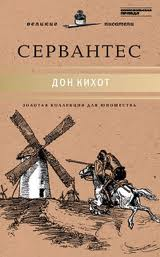 великие
писатели
СЕРВАНТЕС
ДОН КИХОТ
ЗОЛОТАЯ КОЛЛЕКЦИЯ ДЛЯ ЮНОШЕСТВА